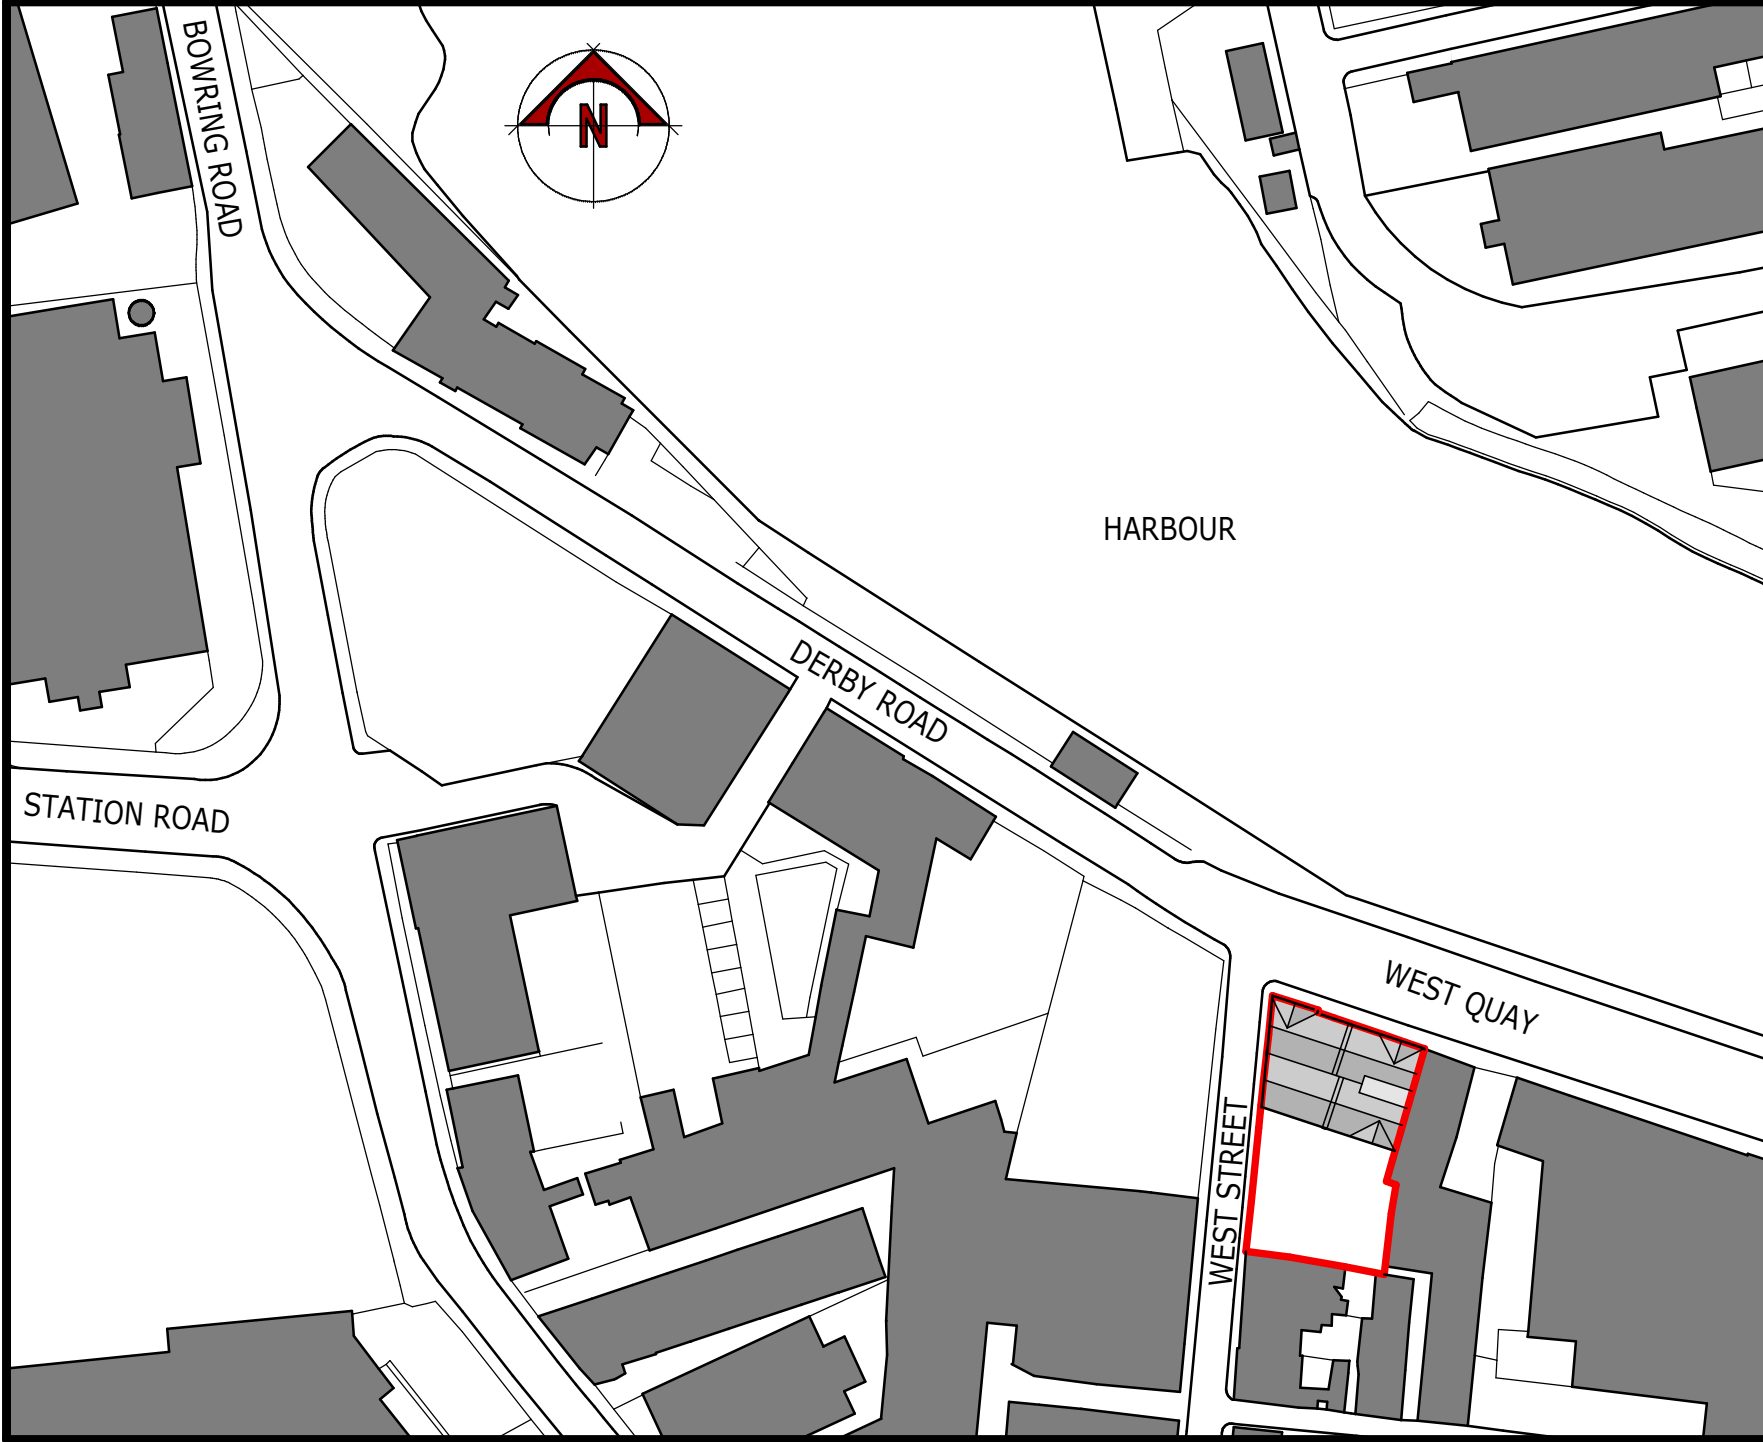 BOWRING ROAD
N
HARBOUR
DERBY ROAD
STATION ROAD
WEST QUAY
WEST STREET